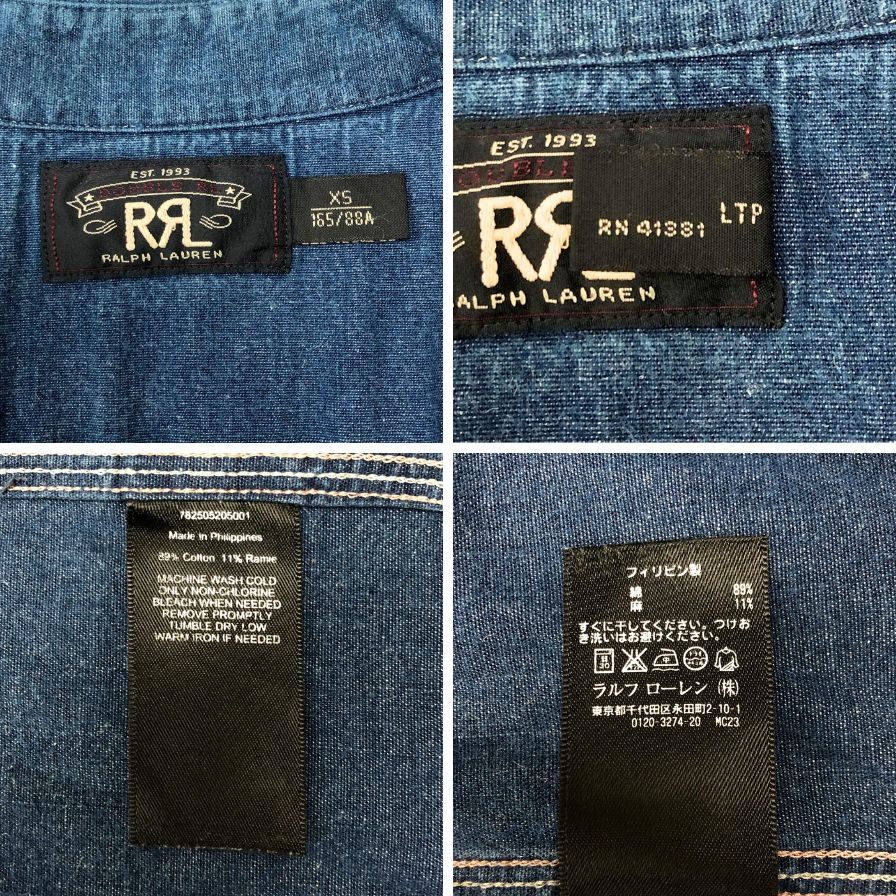 EST. 1993
DOUBLE RL
RRL
RALPH LAUREN
XS
165/88A
EST. 1993
RRL
RALPH LAUREN
RN 41381
LTP
782505205001
Made in Philippines
89% Cotton 11% Ramie
MACHINE WASH COLD
ONLY NON-CHLORINE
BLEACH WHEN NEEDED
REMOVE PROMPTLY
TUMBLE DRY LOW
WARM IRON IF NEEDED
フィリピン製
綿 89%
麻 11%
すぐに干してください。つけお
き洗いはお避けください。
ラルフ ローレン (株)
東京都千代田区永田町2-10-1
0120-3274-20 MC23